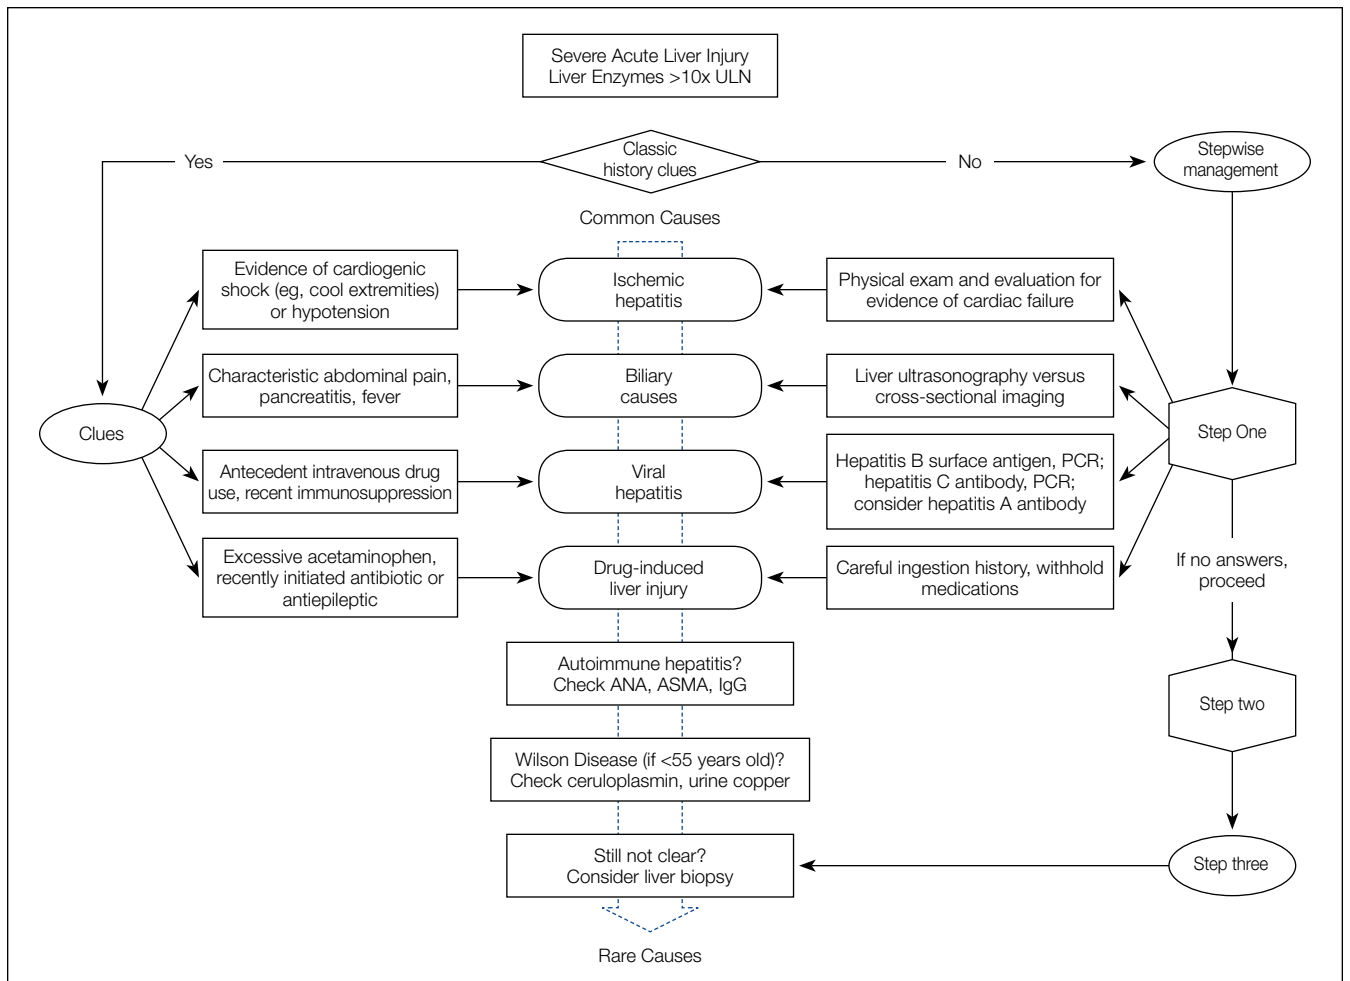 Severe Acute Liver Injury
Liver Enzymes >10x ULN
Classic
history clues
Yes
No
Stepwise
management
Common Causes
Evidence of cardiogenic
shock (eg, cool extremities)
or hypotension
Ischemic
hepatitis
Physical exam and evaluation for
evidence of cardiac failure
Characteristic abdominal pain,
pancreatitis, fever
Biliary
causes
Liver ultrasonography versus
cross-sectional imaging
Clues
Step One
Antecedent intravenous drug
use, recent immunosuppression
Viral
hepatitis
Hepatitis B surface antigen, PCR;
hepatitis C antibody, PCR;
consider hepatitis A antibody
Excessive acetaminophen,
recently initiated antibiotic or
antiepileptic
Drug-induced
liver injury
Careful ingestion history, withhold
medications
If no answers,
proceed
Autoimmune hepatitis?
Check ANA, ASMA, IgG
Step two
Wilson Disease (if <55 years old)?
Check ceruloplasmin, urine copper
Still not clear?
Consider liver biopsy
Step three
Rare Causes